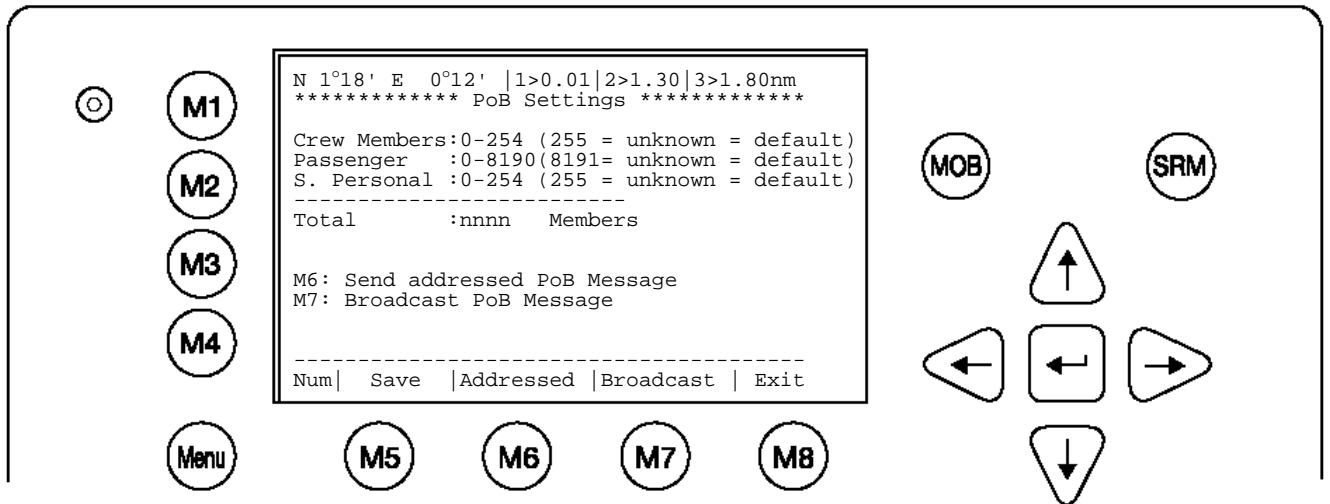 N 1°18' E  0°12' |1>0.01|2>1.30|3>1.80nm
************* PoB Settings *************
Crew Members:0-254 (255 = unknown = default)
Passenger   :0-8190(8191= unknown = default)
S. Personal :0-254 (255 = unknown = default)
--------------------------
Total       :nnnn   Members
M6: Send addressed PoB Message
M7: Broadcast PoB Message
----------------------------------------
Num|  Save  |Addressed |Broadcast | Exit
M1
M2
M3
M4
Menu
M5
M6
M7
M8
MOB
SRM